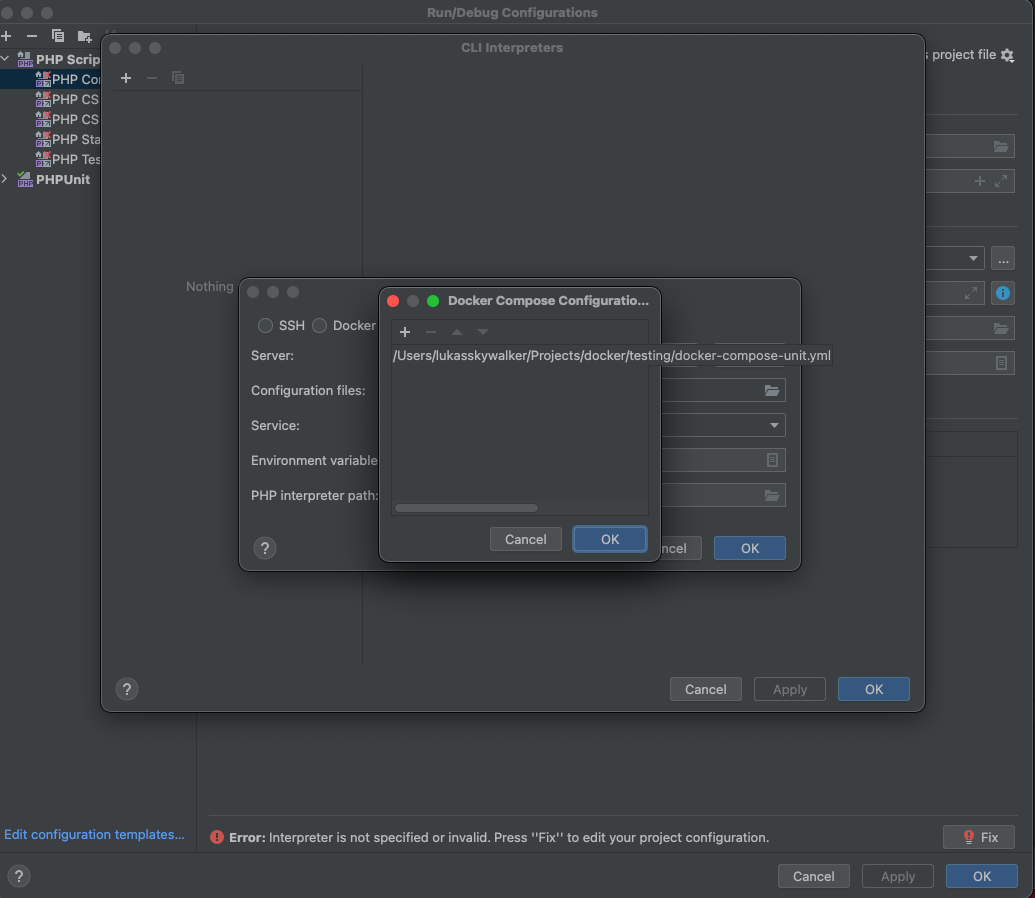 Run/Debug Configurations
CLI Interpreters
PHP Scrip
s project file
PHP Cor
PHP CS
PHP CS
PHP Sta
PHP Tes
PHPUnit
...
Nothing
Docker Compose Configuratio...
SSH
Docker
Server:
/Users/lukasskywalker/Projects/docker/testing/docker-compose-unit.yml
Configuration files:
Service:
Environment variable
PHP interpreter path:
Cancel
OK
?
ncel
OK
?
Cancel
Apply
OK
Edit configuration templates...
Error: Interpreter is not specified or invalid. Press ''Fix'' to edit your project configuration.
Fix
?
Cancel
Apply
OK